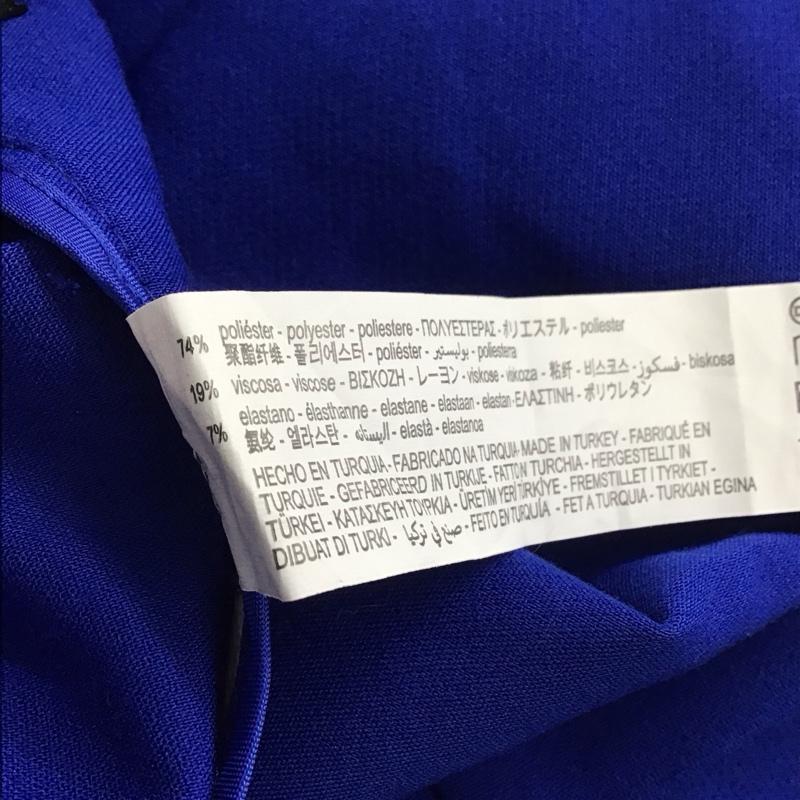 74% poliéster - polyester - poliestere - ΠΟΛΥΕΣΤΕΡΑΣ - ポリエステル - poliester
聚酯纤维 - 폴리에스터 - poliéster - بوليستير - poliestera
19% viscosa - viscose - ΒΙΣΚΟΖΗ - レーヨン - viskose - viskoza - 粘纤 - 비스코스 - فسكوز - biskosa
7% elastano - élasthanne - elastane - elastaan - elastan - ΕΛΑΣΤΙΝΗ - ポリウレタン
氨纶 - 엘라스탄 - اليستانه - elastà - elastanoa
HECHO EN TURQUIA - FABRICADO NA TURQUIA - MADE IN TURKEY - FABRIQUÉ EN
TURQUIE - GEFABRICEERD IN TURKIJE - FATTO IN TURCHIA - HERGESTELLT IN
TÜRKEI - ΚΑΤΑΣΚΕΥΗ ΤΟΥΡΚΙΑ - ÜRETİM YERİ TÜRKİYE - FREMSTILLET I TYRKIET -
DIBUAT DI TURKI - صنع في تركيا - FEITO EN TURQUÍA - FET A TURQUIA - TURKIAN EGINA